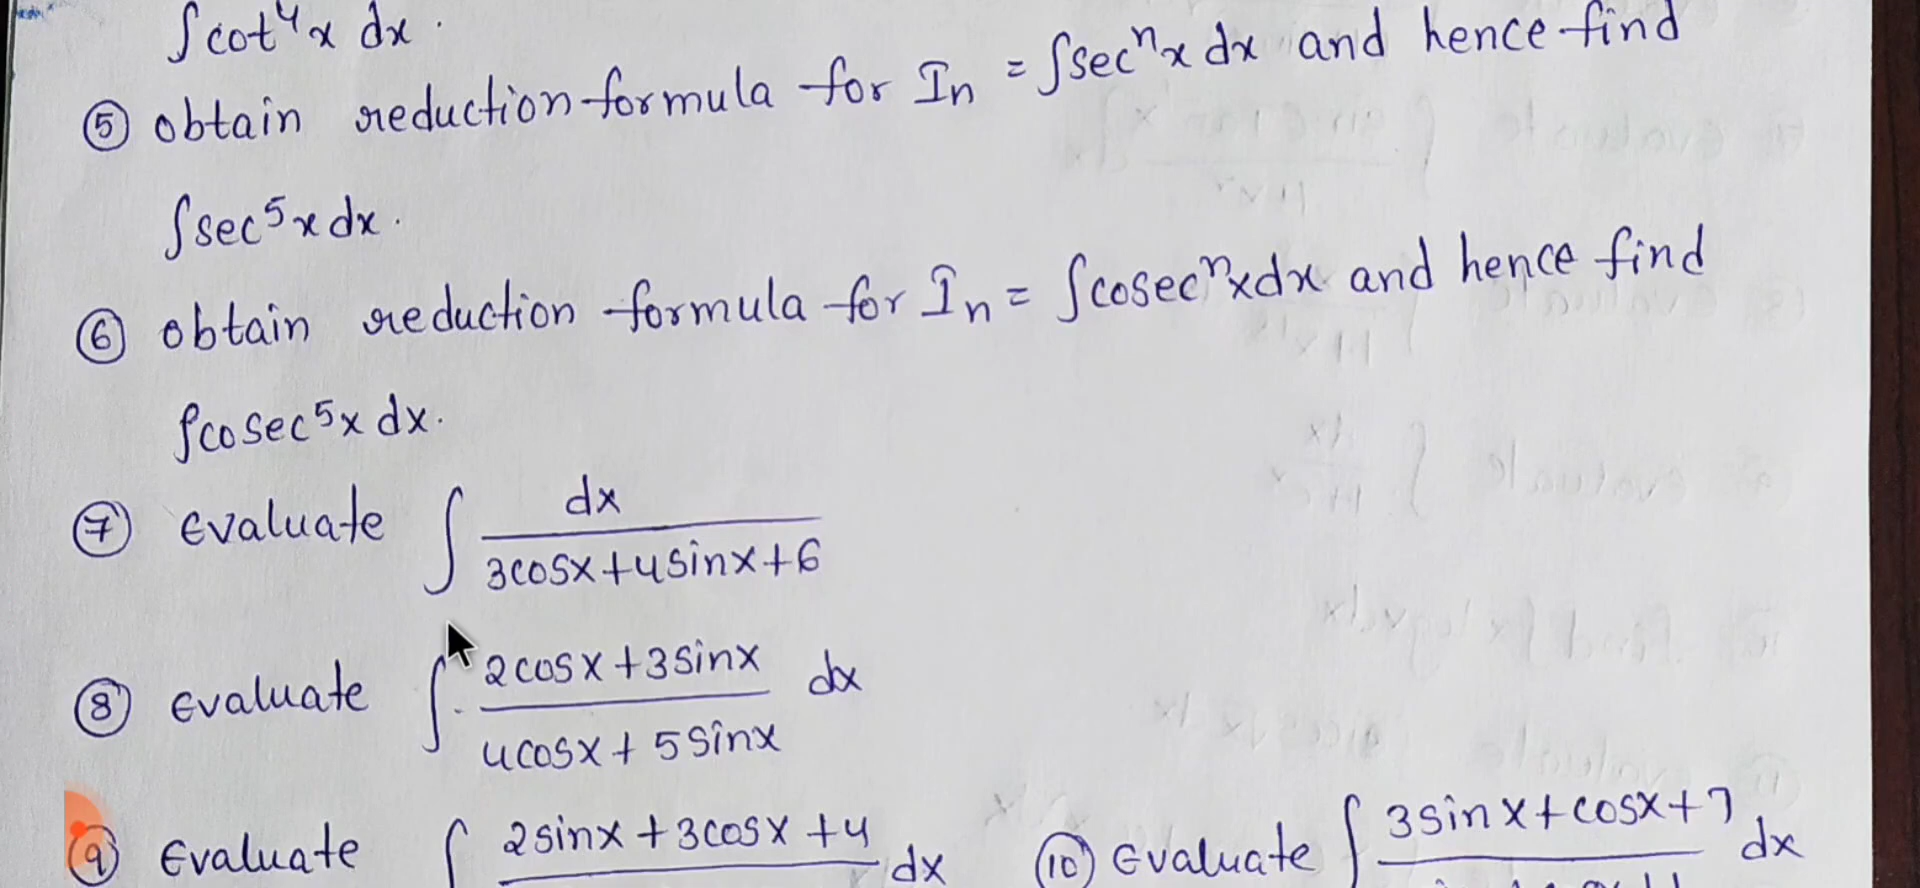 ∫cot⁴x dx.
⑤ obtain reduction formula for In = ∫secⁿx dx and hence find
∫sec⁵x dx.
⑥ obtain reduction formula for In = ∫cosecⁿxdx and hence find
∫cosec⁵x dx.
⑦ Evaluate ∫ dx / 3cosx+4sinx+6
⑧ Evaluate ∫ 2cosx+3sinx / 4cosx+5sinx dx
⑨ Evaluate ∫ 2sinx+3cosx+4 dx
⑩ Evaluate ∫ 3sinx+cosx+7 dx